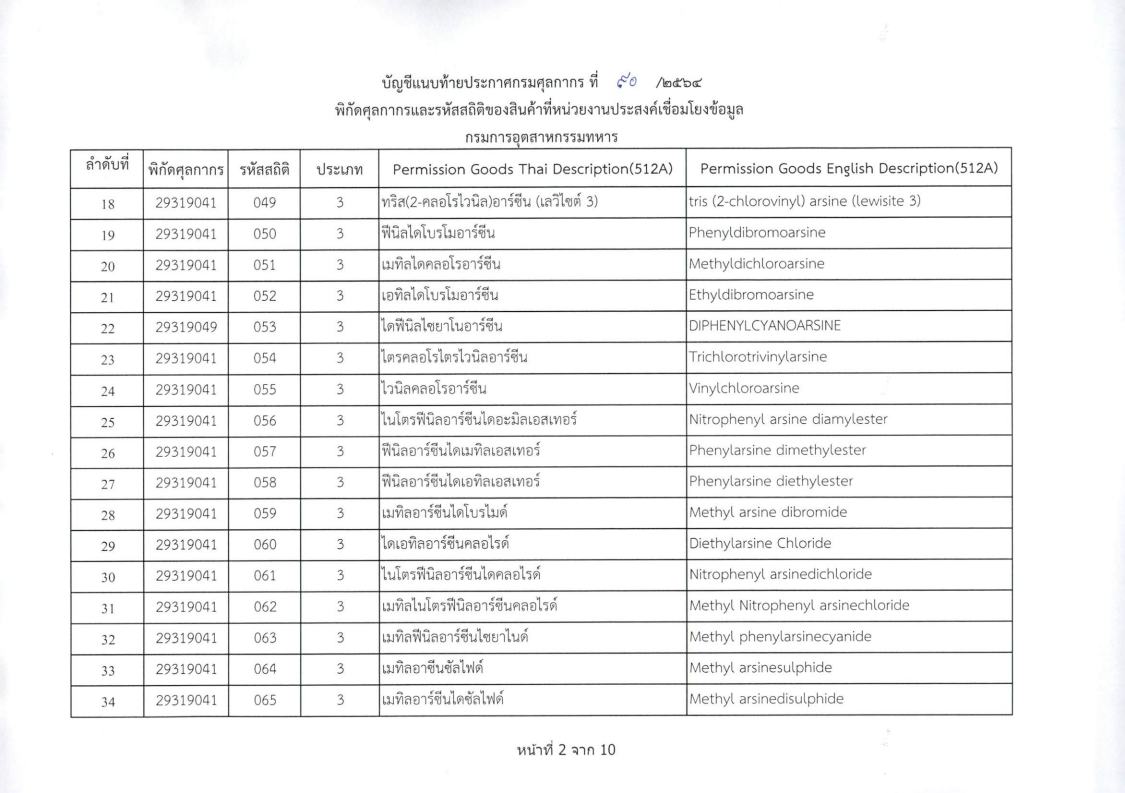 บัญชีแนบท้ายประกาศกรมศุลกากร ที่ ๙๐ /๒๕๖๔
พิกัดศุลกากรและรหัสสถิติของสินค้าที่หน่วยงานประสงค์เชื่อมโยงข้อมูล
กรมการอุตสาหกรรมทหาร
ลำดับที่ พิกัดศุลกากร รหัสสถิติ ประเภท Permission Goods Thai Description(512A) Permission Goods English Description(512A)
18 29319041 049 3 ทริส(2-คลอโรไวนิล)อาร์ซีน (เลวิไซต์ 3) tris (2-chlorovinyl) arsine (lewisite 3)
19 29319041 050 3 ฟีนิลไดโบรโมอาร์ซีน Phenyldibromoarsine
20 29319041 051 3 เมทิลไดคลอโรอาร์ซีน Methyldichloroarsine
21 29319041 052 3 เอทิลไดโบรโมอาร์ซีน Ethyldibromoarsine
22 29319049 053 3 ไดฟีนิลไซยาโนอาร์ซีน DIPHENYLCYANOARSINE
23 29319041 054 3 ไตรคลอโรไตรไวนิลอาร์ซีน Trichlorotrivinylarsine
24 29319041 055 3 ไวนิลคลอโรอาร์ซีน Vinylchloroarsine
25 29319041 056 3 ไนโตรฟีนิลอาร์ซีนไดอะมิลเอสเทอร์ Nitrophenyl arsine diamylester
26 29319041 057 3 ฟีนิลอาร์ซีนไดเมทิลเอสเทอร์ Phenylarsine dimethylester
27 29319041 058 3 ฟีนิลอาร์ซีนไดเอทิลเอสเทอร์ Phenylarsine diethylester
28 29319041 059 3 เมทิลอาร์ซีนไดโบรไมด์ Methyl arsine dibromide
29 29319041 060 3 ไดเอทิลอาร์ซีนคลอไรด์ Diethylarsine Chloride
30 29319041 061 3 ไนโตรฟีนิลอาร์ซีนไดคลอไรด์ Nitrophenyl arsinedichloride
31 29319041 062 3 เมทิลไนโตรฟีนิลอาร์ซีนคลอไรด์ Methyl Nitrophenyl arsinechloride
32 29319041 063 3 เมทิลฟีนิลอาร์ซีนไซยาไนด์ Methyl phenylarsinecyanide
33 29319041 064 3 เมทิลอาซีนซัลไฟด์ Methyl arsinesulphide
34 29319041 065 3 เมทิลอาร์ซีนไดซัลไฟด์ Methyl arsinedisulphide
หน้าที่ 2 จาก 10